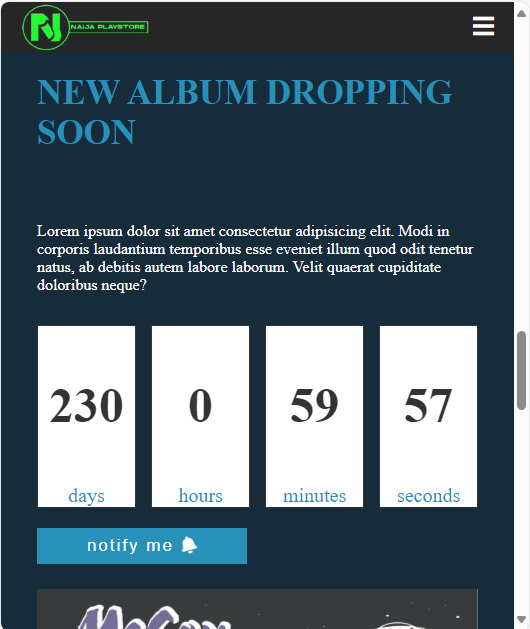 NAIJA PLAYSTORE
NEW ALBUM DROPPING
SOON
Lorem ipsum dolor sit amet consectetur adipisicing elit. Modi in
corporis laudantium temporibus esse eveniet illum quod odit tenetur
natus, ab debitis autem labore laborum. Velit quaerat cupiditate
doloribus neque?
230 0 59 57
days hours minutes seconds
notify me